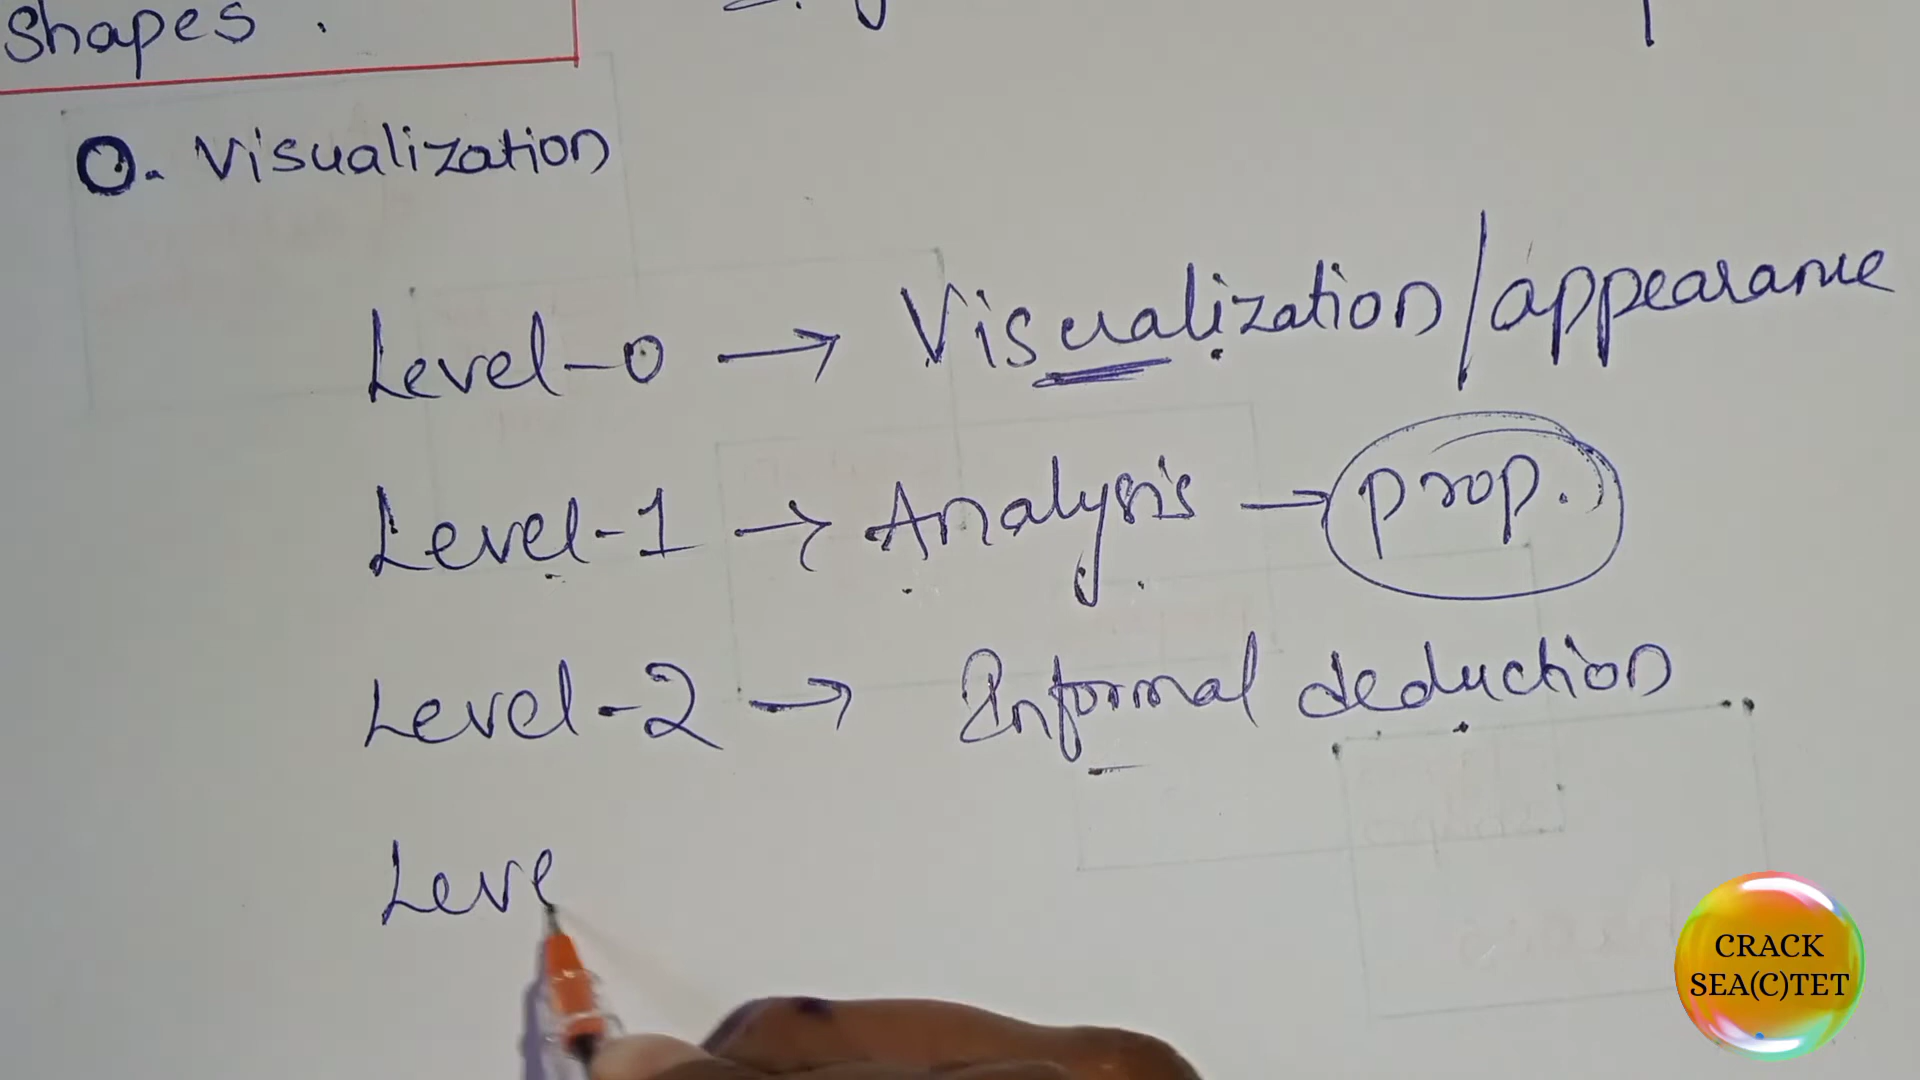 Shapes.
0. Visualization
Level-0 → Visualization/appearance
Level-1 → Analysis → prop.
Level-2 → Informal deduction
Leve
CRACK
SEA(C)TET